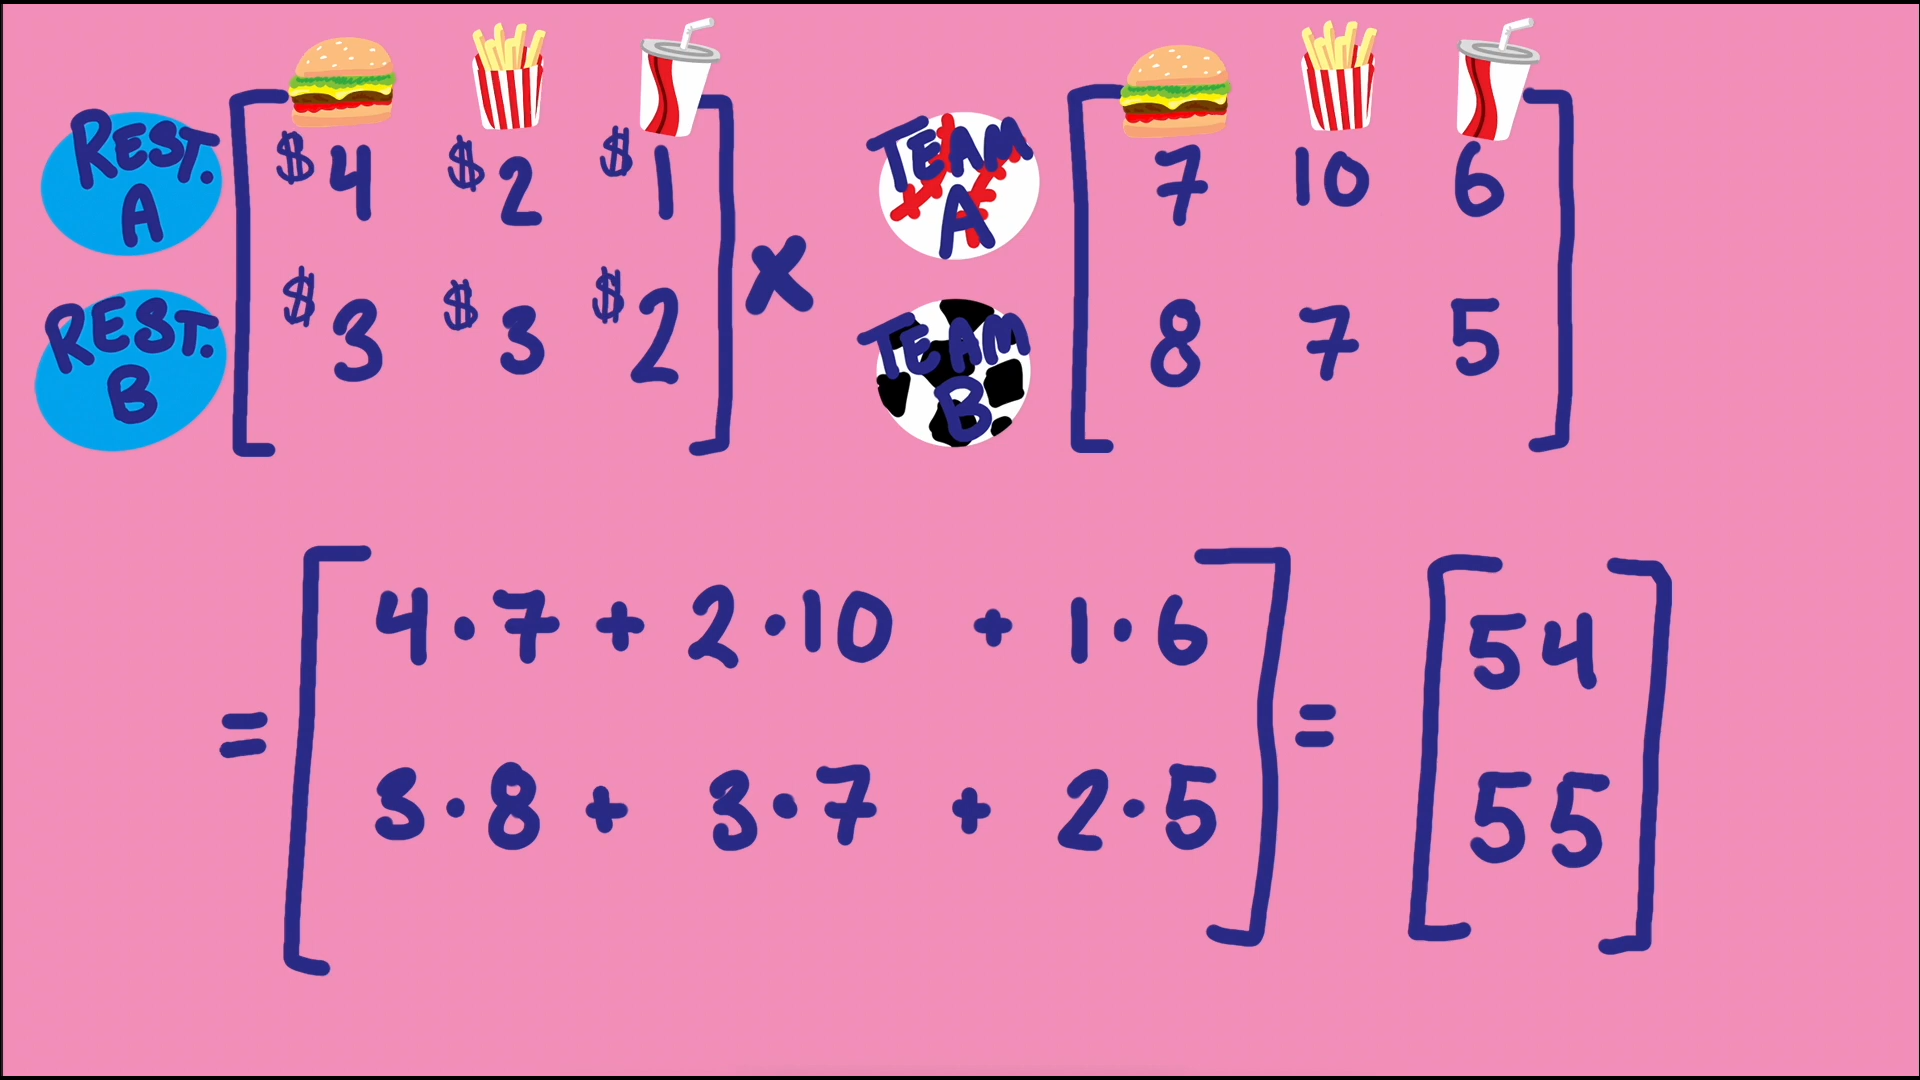 REST. A [ $4 $2 $1 ] × TEAM A [ 7 10 6 ]
REST. B [ $3 $3 $2 ] TEAM B [ 8 7 5 ]
= [ 4·7 + 2·10 + 1·6 ] = [ 54 ]
[ 3·8 + 3·7 + 2·5 ] [ 55 ]